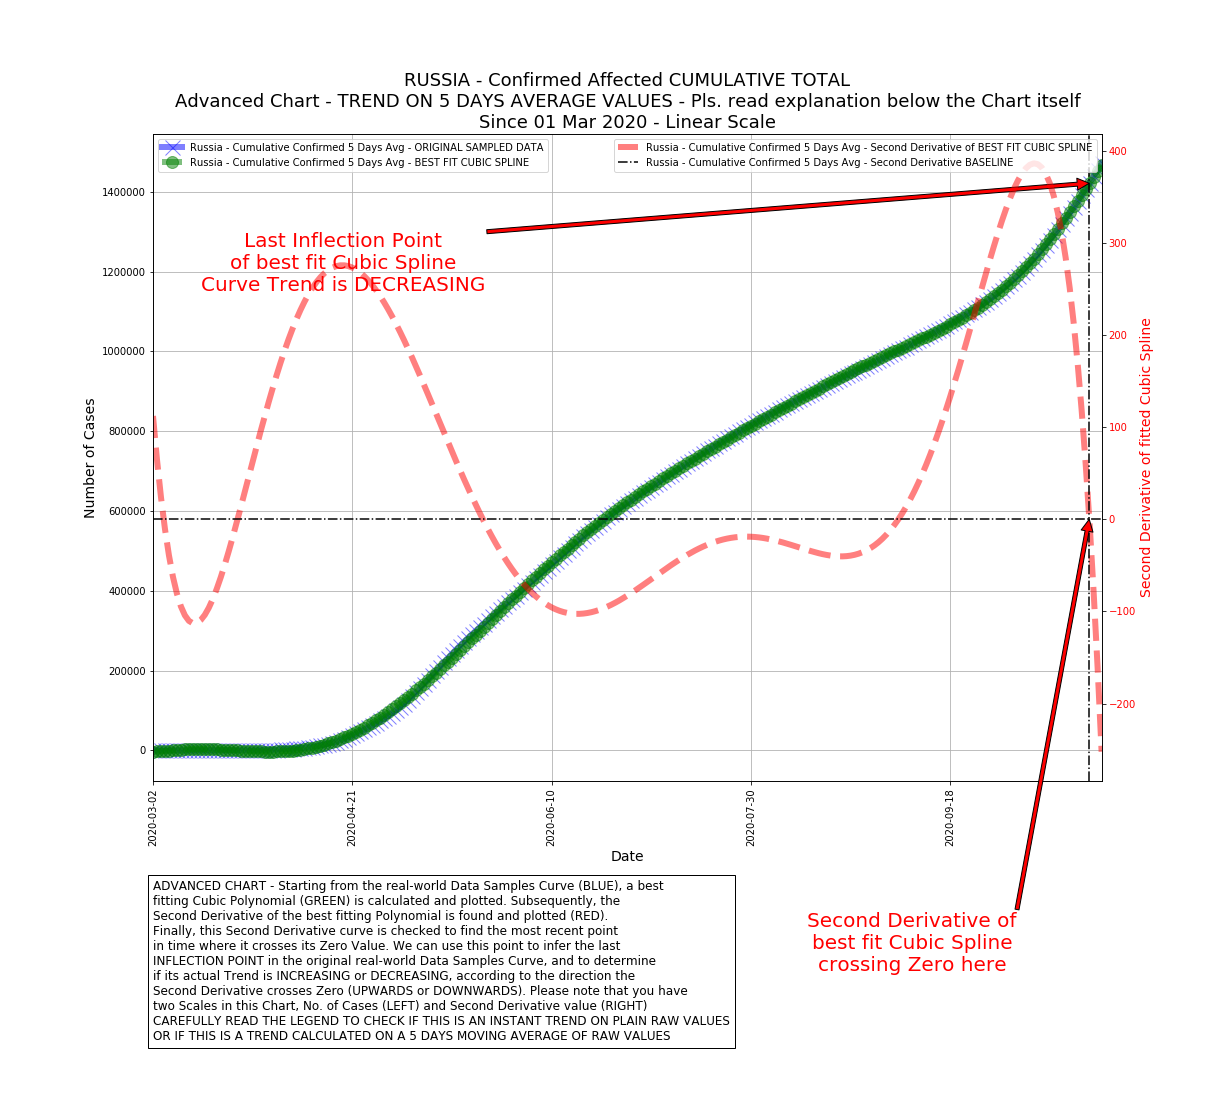 RUSSIA - Confirmed Affected CUMULATIVE TOTAL
Advanced Chart - TREND ON 5 DAYS AVERAGE VALUES - Pls. read explanation below the Chart itself
Since 01 Mar 2020 - Linear Scale
Russia - Cumulative Confirmed 5 Days Avg - ORIGINAL SAMPLED DATA
Russia - Cumulative Confirmed 5 Days Avg - BEST FIT CUBIC SPLINE
Russia - Cumulative Confirmed 5 Days Avg - Second Derivative of BEST FIT CUBIC SPLINE
Russia - Cumulative Confirmed 5 Days Avg - Second Derivative BASELINE
Last Inflection Point
of best fit Cubic Spline
Curve Trend is DECREASING
Number of Cases
1400000
1200000
1000000
800000
600000
400000
200000
0
400
300
200
100
0
−100
−200
Second Derivative of fitted Cubic Spline
2020-03-02
2020-04-21
2020-06-10
2020-07-30
2020-09-18
Date
ADVANCED CHART - Starting from the real-world Data Samples Curve (BLUE), a best
fitting Cubic Polynomial (GREEN) is calculated and plotted. Subsequently, the
Second Derivative of the best fitting Polynomial is found and plotted (RED).
Finally, this Second Derivative curve is checked to find the most recent point
in time where it crosses its Zero Value. We can use this point to infer the last
INFLECTION POINT in the original real-world Data Samples Curve, and to determine
if its actual Trend is INCREASING or DECREASING, according to the direction the
Second Derivative crosses Zero (UPWARDS or DOWNWARDS). Please note that you have
two Scales in this Chart, No. of Cases (LEFT) and Second Derivative value (RIGHT)
CAREFULLY READ THE LEGEND TO CHECK IF THIS IS AN INSTANT TREND ON PLAIN RAW VALUES
OR IF THIS IS A TREND CALCULATED ON A 5 DAYS MOVING AVERAGE OF RAW VALUES
Second Derivative of
best fit Cubic Spline
crossing Zero here